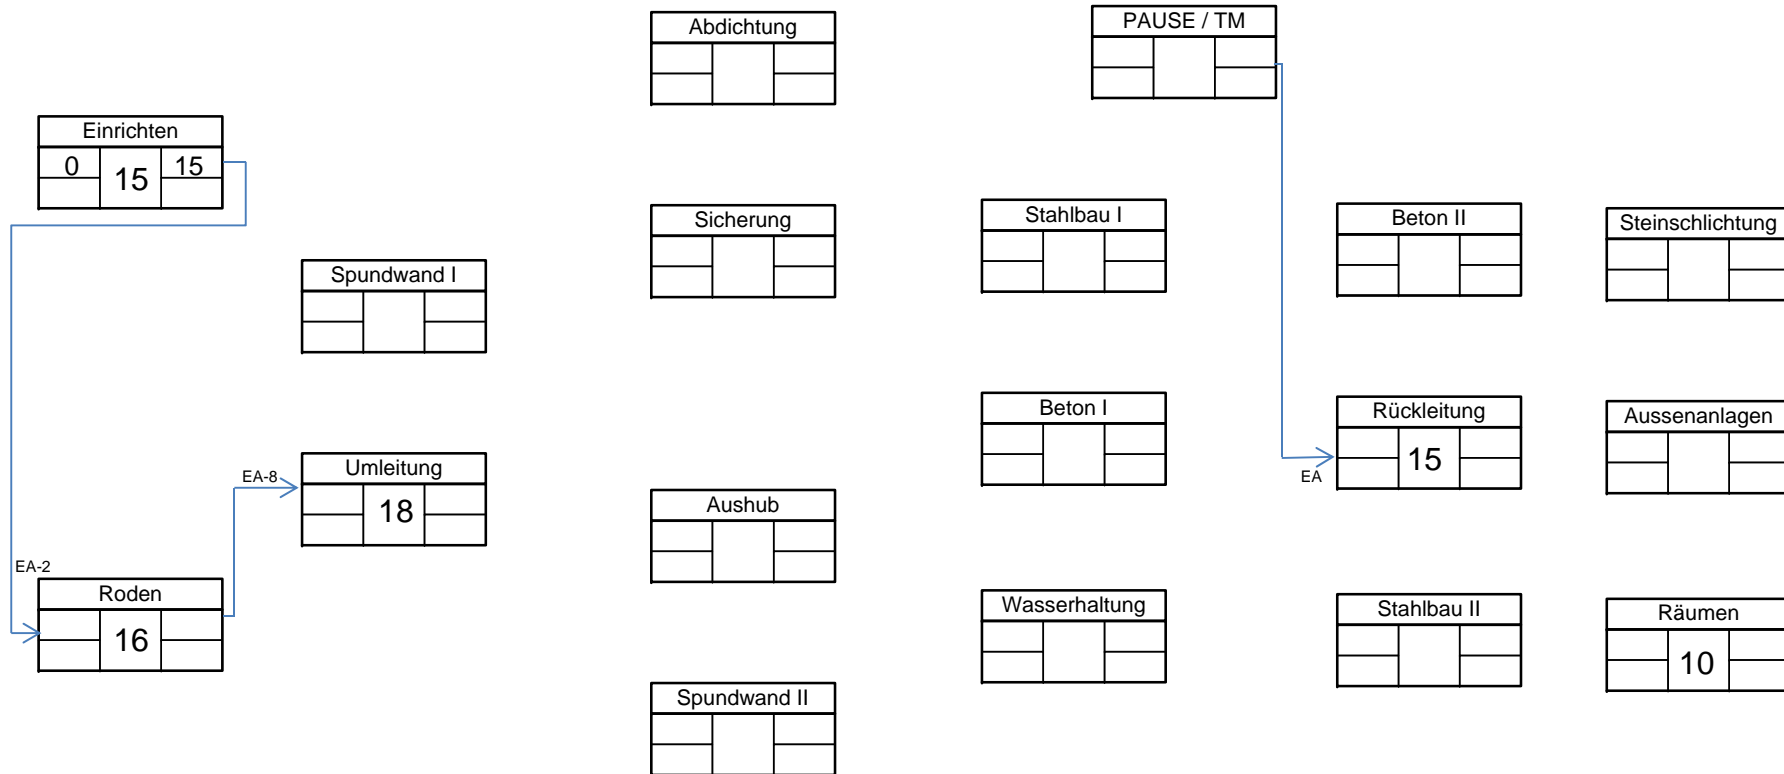 Abdichtung
PAUSE / TM
Einrichten
0 15 15
Sicherung
Stahlbau I
Beton II
Steinschlichtung
Spundwand I
Beton I
Rückleitung
15
EA
Aussenanlagen
EA-8
Umleitung
18
Aushub
EA-2
Roden
16
Wasserhaltung
Stahlbau II
Räumen
10
Spundwand II